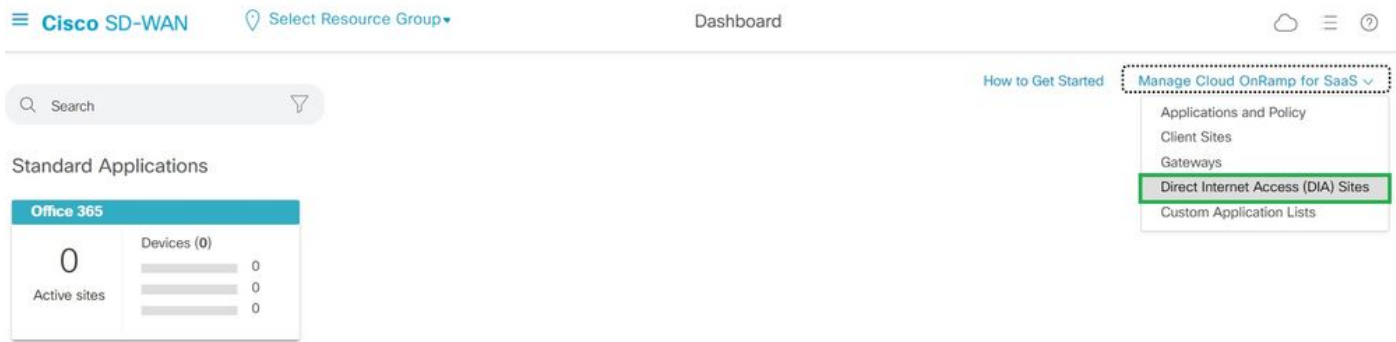 Cisco SD-WAN
Select Resource Group
Dashboard
How to Get Started
Manage Cloud OnRamp for SaaS
Search
Applications and Policy
Client Sites
Gateways
Direct Internet Access (DIA) Sites
Custom Application Lists
Standard Applications
Office 365
0
Active sites
Devices (0)
0
0
0